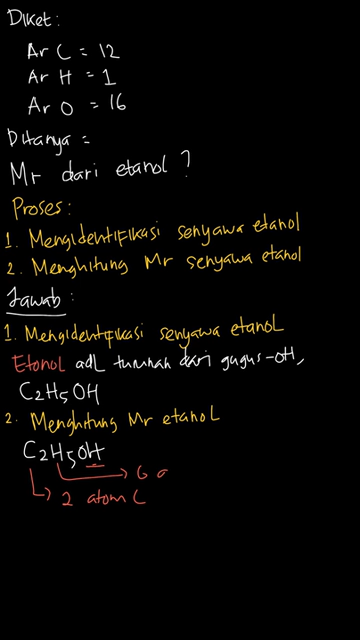 Diket:
Ar C = 12
Ar H = 1
Ar O = 16
Ditanya =
Mr dari etanol ?
Proses:
1. Mengidentifikasi senyawa etanol
2. Menghitung Mr senyawa etanol
Jawab:
1. Mengidentifikasi senyawa etanol
Etanol adl turunan dari gugus -OH,
C2H5OH
2. Menghitung Mr etanol
C2H5OH
6 a
2 atom C